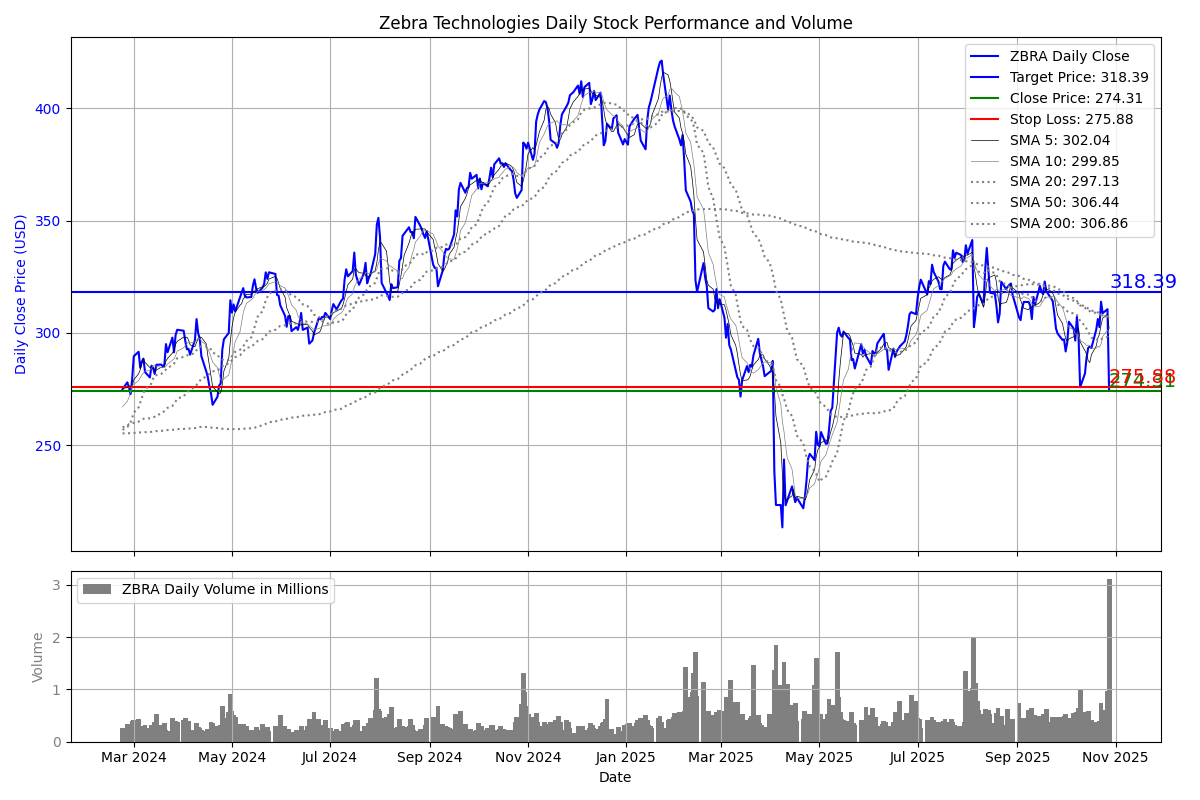 Zebra Technologies Daily Stock Performance and Volume
Daily Close Price (USD)
400
350
300
250
ZBRA Daily Close
Target Price: 318.39
Close Price: 274.31
Stop Loss: 275.88
SMA 5: 302.04
SMA 10: 299.85
SMA 20: 297.13
SMA 50: 306.44
SMA 200: 306.86
318.39
275.88
274.31
ZBRA Daily Volume in Millions
Volume
3
2
1
0
Mar 2024 May 2024 Jul 2024 Sep 2024 Nov 2024 Jan 2025 Mar 2025 May 2025 Jul 2025 Sep 2025 Nov 2025
Date